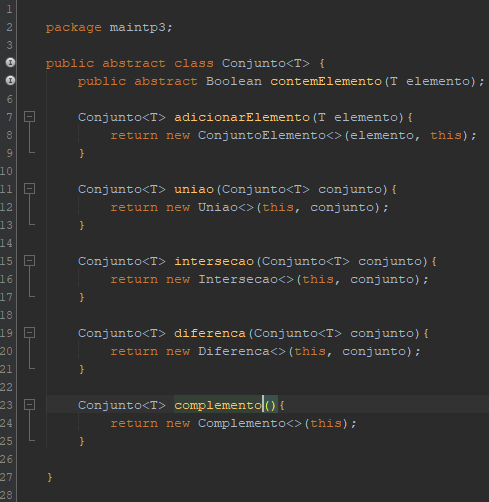 1
2 package maintp3;
3
public abstract class Conjunto<T> {
public abstract Boolean contemElemento(T elemento);
6
7 Conjunto<T> adicionarElemento(T elemento){
8 return new ConjuntoElemento<>(elemento, this);
9 }
10
11 Conjunto<T> uniao(Conjunto<T> conjunto){
12 return new Uniao<>(this, conjunto);
13 }
14
15 Conjunto<T> intersecao(Conjunto<T> conjunto){
16 return new Intersecao<>(this, conjunto);
17 }
18
19 Conjunto<T> diferenca(Conjunto<T> conjunto){
20 return new Diferenca<>(this, conjunto);
21 }
22
23 Conjunto<T> complemento(){
24 return new Complemento<>(this);
25 }
26
27 }
28